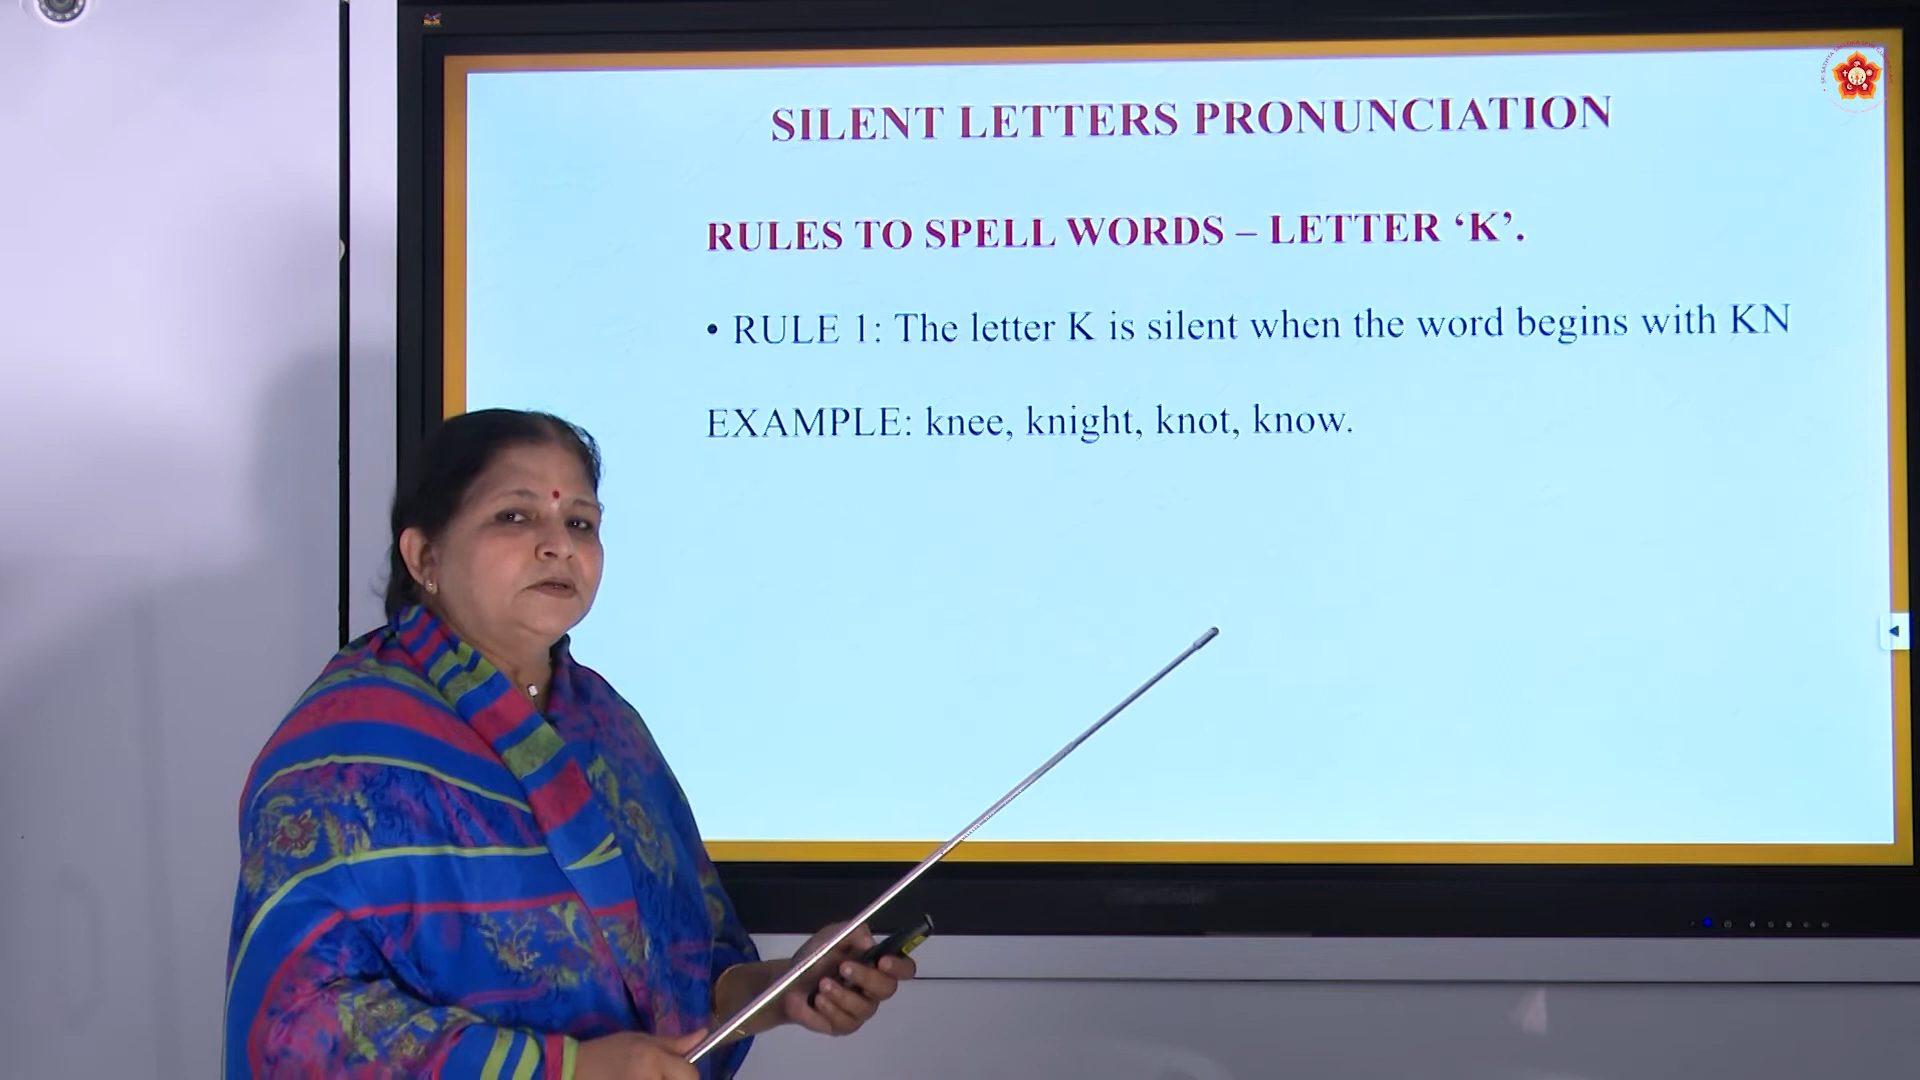 SILENT LETTERS PRONUNCIATION
RULES TO SPELL WORDS – LETTER ‘K’.
• RULE 1: The letter K is silent when the word begins with KN
EXAMPLE: knee, knight, knot, know.